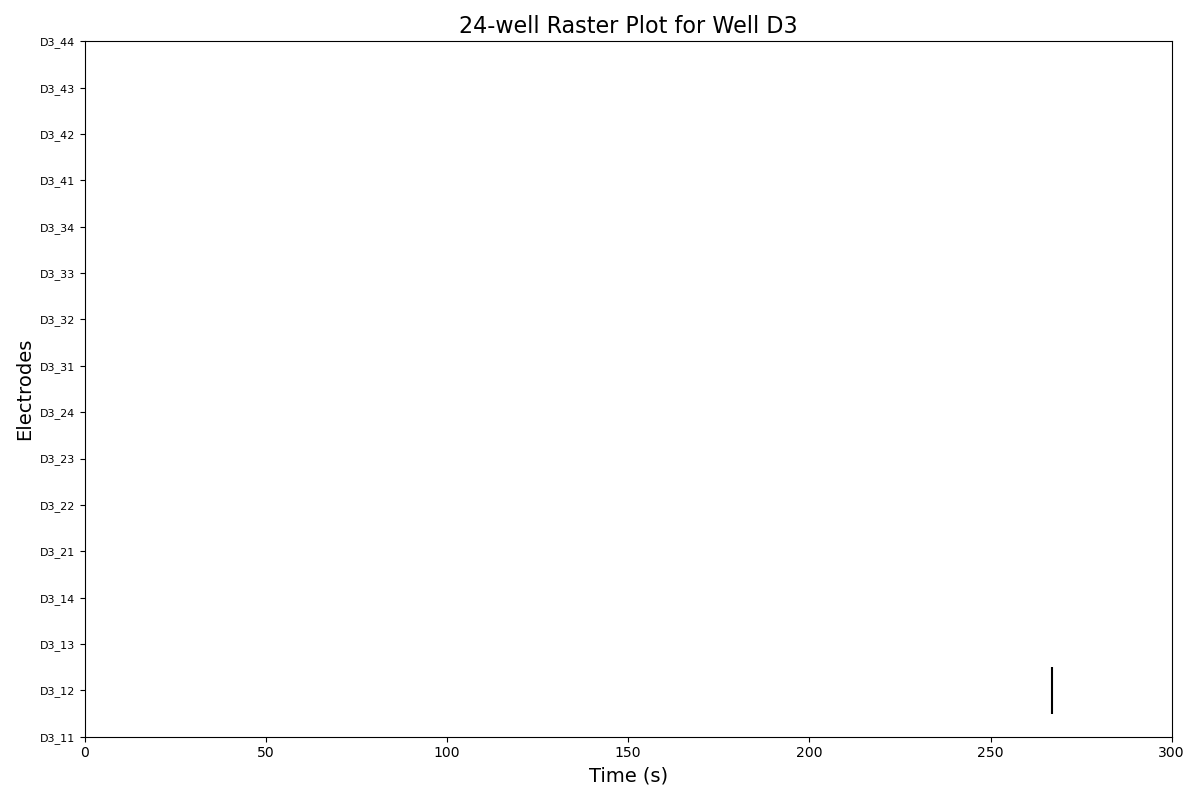 24-well Raster Plot for Well D3
D3_44
D3_43
D3_42
D3_41
D3_34
D3_33
D3_32
D3_31
D3_24
D3_23
D3_22
D3_21
D3_14
D3_13
D3_12
D3_11
Electrodes
0 50 100 150 200 250 300
Time (s)